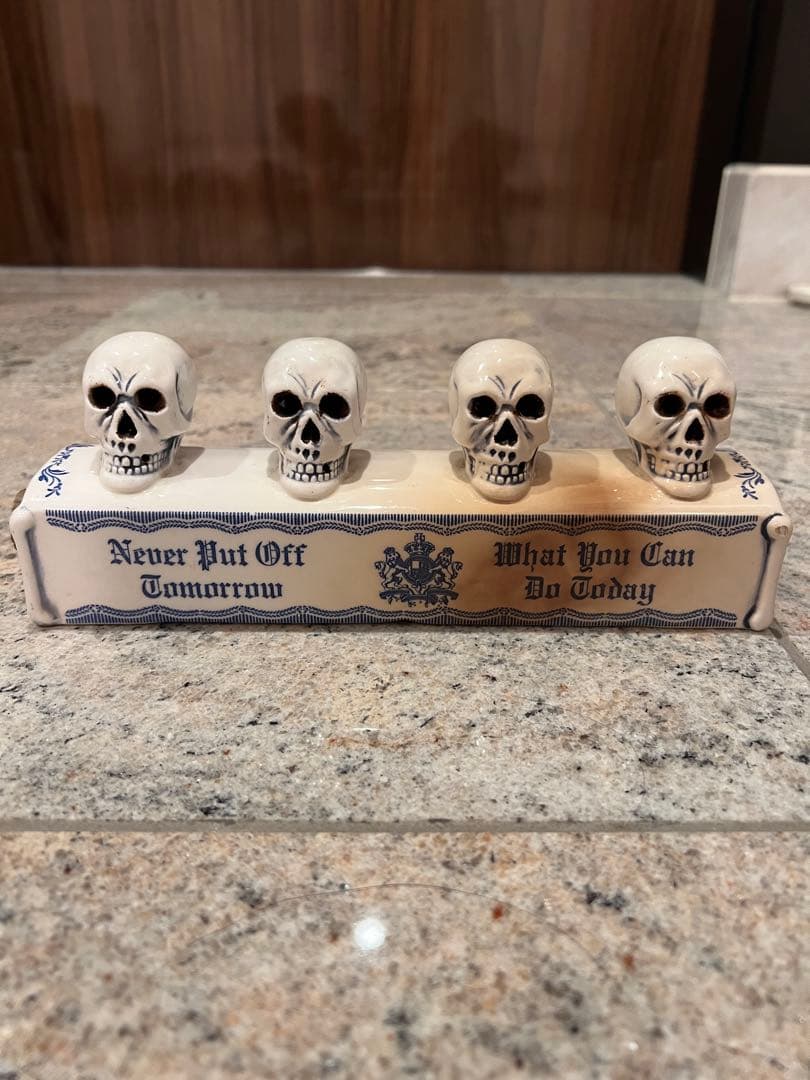 Never Put Off
Tomorrow
What You Can
Do Today